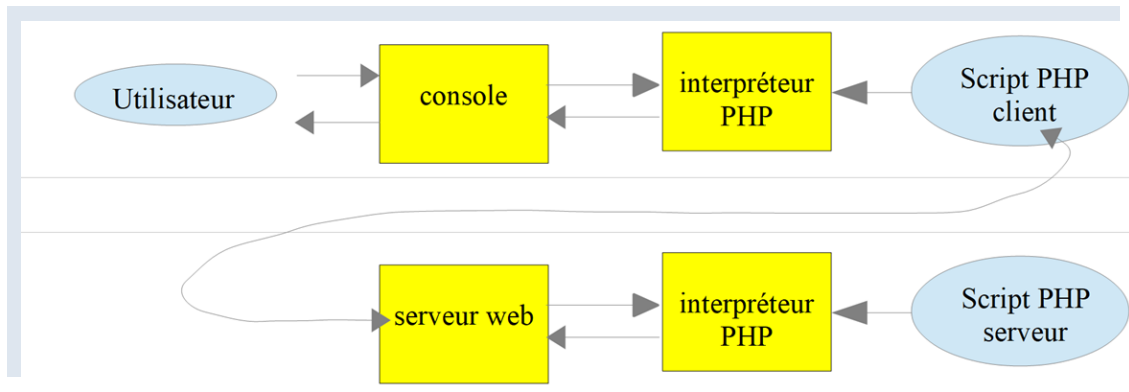 Utilisateur
console
interpréteur
PHP
Script PHP
client
serveur web
interpréteur
PHP
Script PHP
serveur